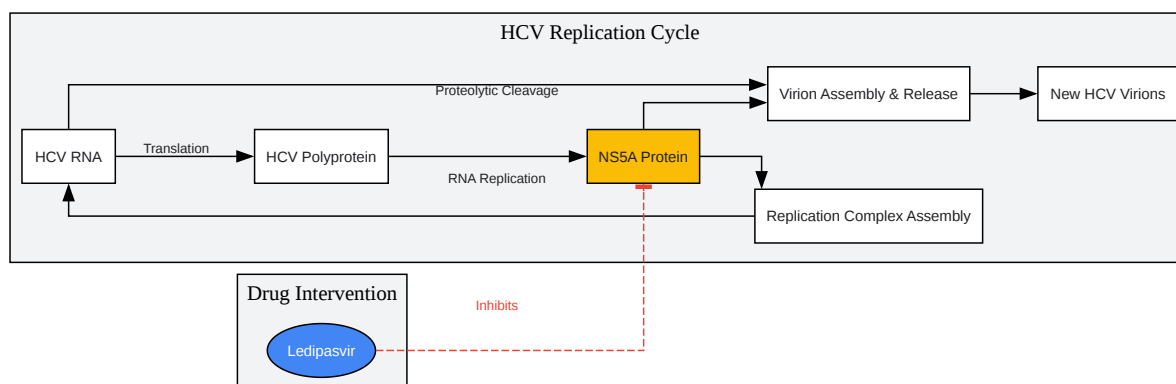 HCV Replication Cycle
Proteolytic Cleavage
Virion Assembly & Release
New HCV Virions
HCV RNA
Translation
HCV Polyprotein
NS5A Protein
RNA Replication
Replication Complex Assembly
Drug Intervention
Inhibits
Ledipasvir